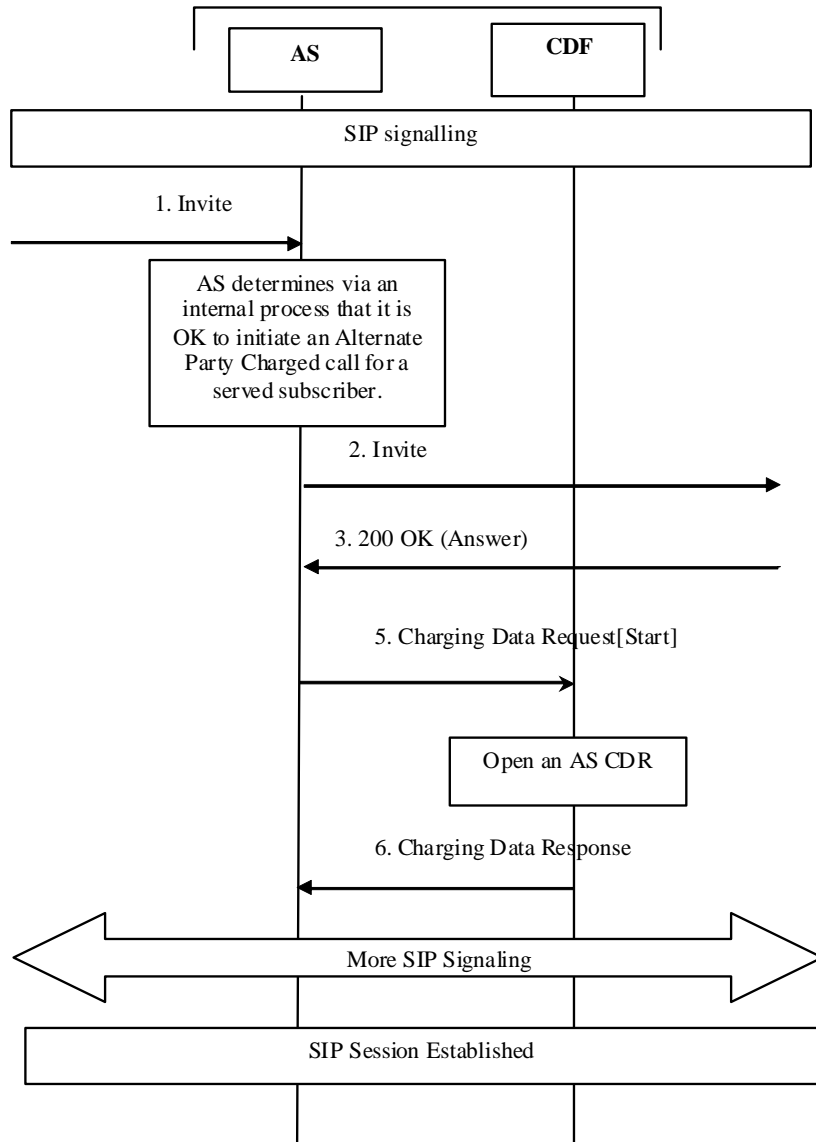 AS
CDF
SIP signalling
1. Invite
AS determines via an
internal process that it is
OK to initiate an Alternate
Party Charged call for a
served subscriber.
2. Invite
3. 200 OK (Answer)
5. Charging Data Request[Start]
Open an AS CDR
6. Charging Data Response
More SIP Signaling
SIP Session Established